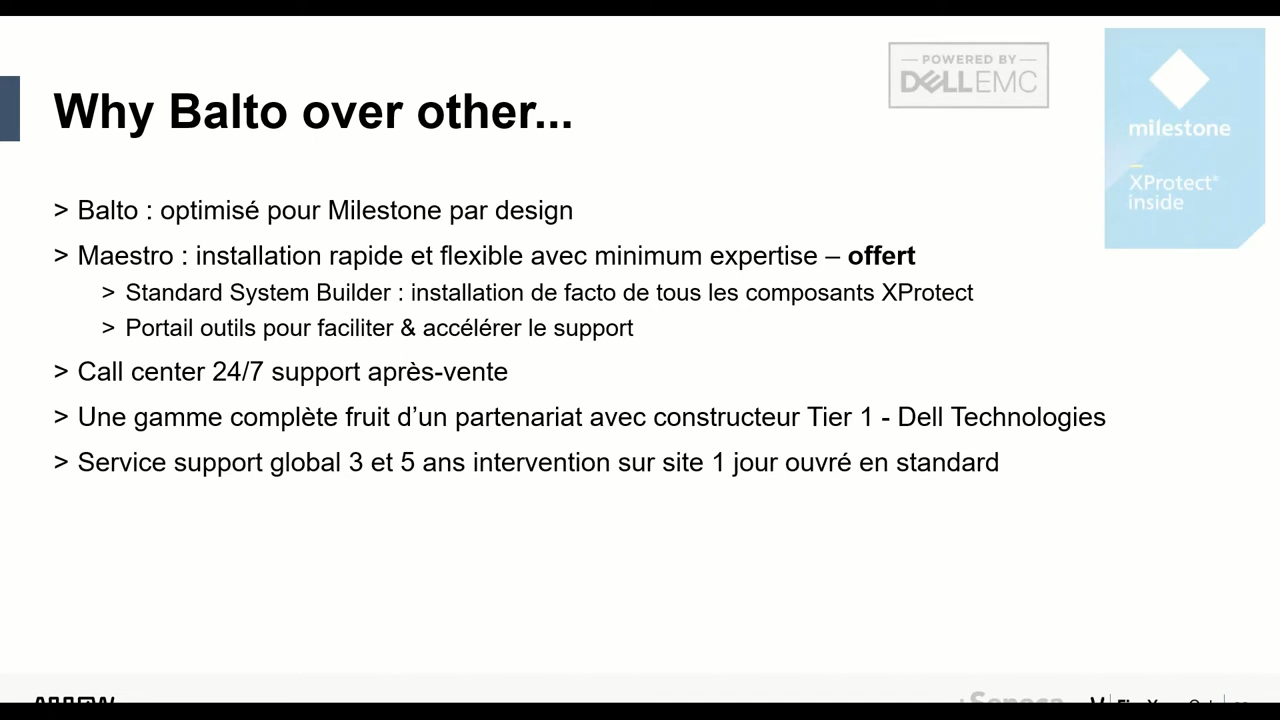 POWERED BY
DELLEMC
milestone
XProtect®
inside
Why Balto over other...
> Balto : optimisé pour Milestone par design
> Maestro : installation rapide et flexible avec minimum expertise – offert
> Standard System Builder : installation de facto de tous les composants XProtect
> Portail outils pour faciliter & accélérer le support
> Call center 24/7 support après-vente
> Une gamme complète fruit d’un partenariat avec constructeur Tier 1 - Dell Technologies
> Service support global 3 et 5 ans intervention sur site 1 jour ouvré en standard
ARROW
Seneca